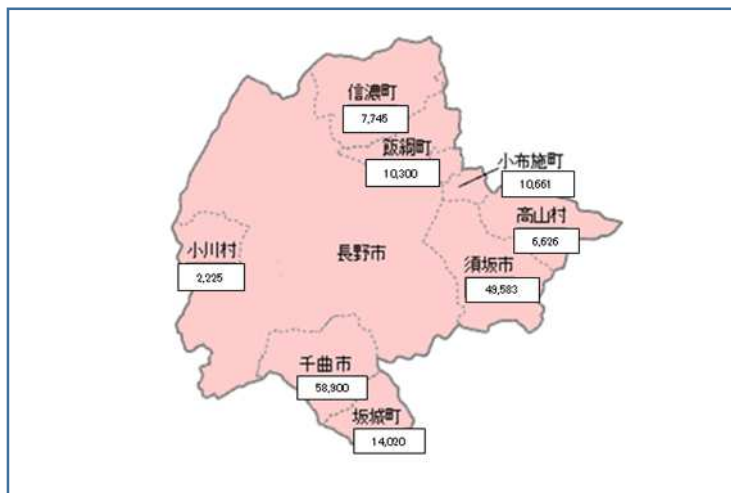 信濃町
7,745
飯綱町
10,300
小布施町
10,661
高山村
6,626
小川村
2,225
長野市
須坂市
49,583
千曲市
58,900
坂城町
14,020